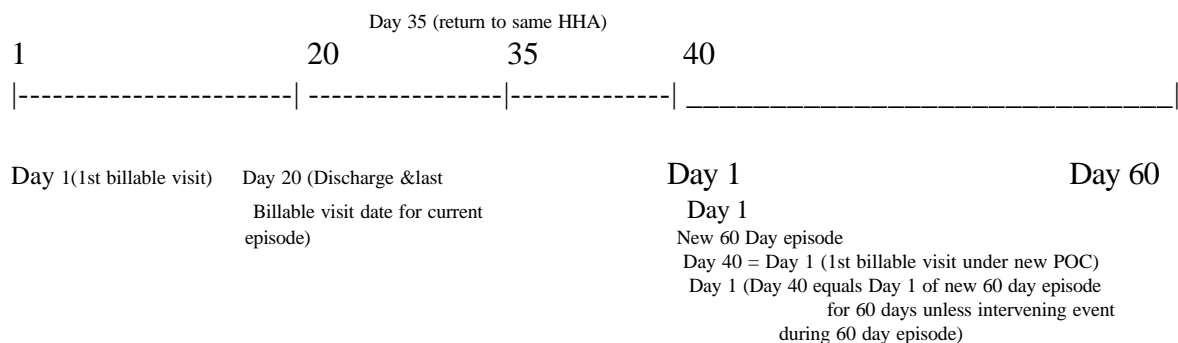 Day 35 (return to same HHA)
1 20 35 40
|------------------------| -----------------|--------------| ______________________________|
Day 1(1st billable visit) Day 20 (Discharge &last Day 1 Day 60
Billable visit date for current Day 1
episode) New 60 Day episode
Day 40 = Day 1 (1st billable visit under new POC)
Day 1 (Day 40 equals Day 1 of new 60 day episode
for 60 days unless intervening event
during 60 day episode)